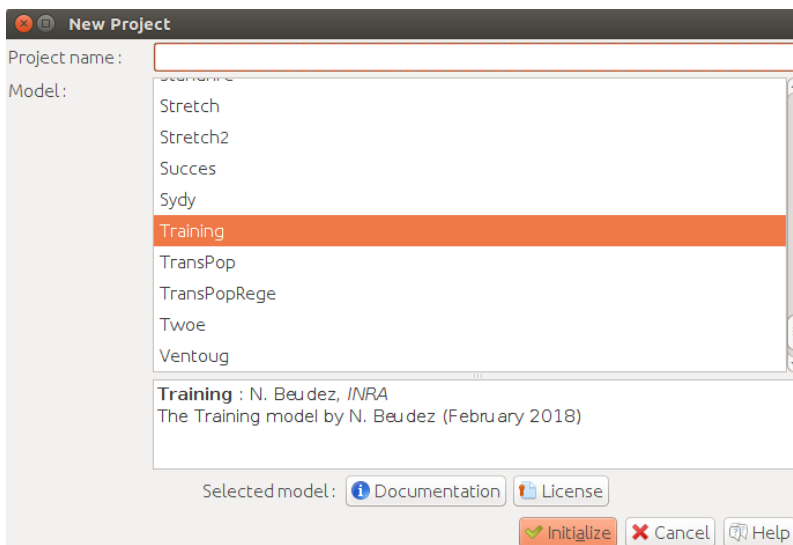 New Project
Project name :
Model :
Stretch
Stretch2
Succes
Sydy
Training
TransPop
TransPopRege
Twoe
Ventoug
Training : N. Beudez, INRA
The Training model by N. Beudez (February 2018)
Selected model : Documentation License
Initialize Cancel Help